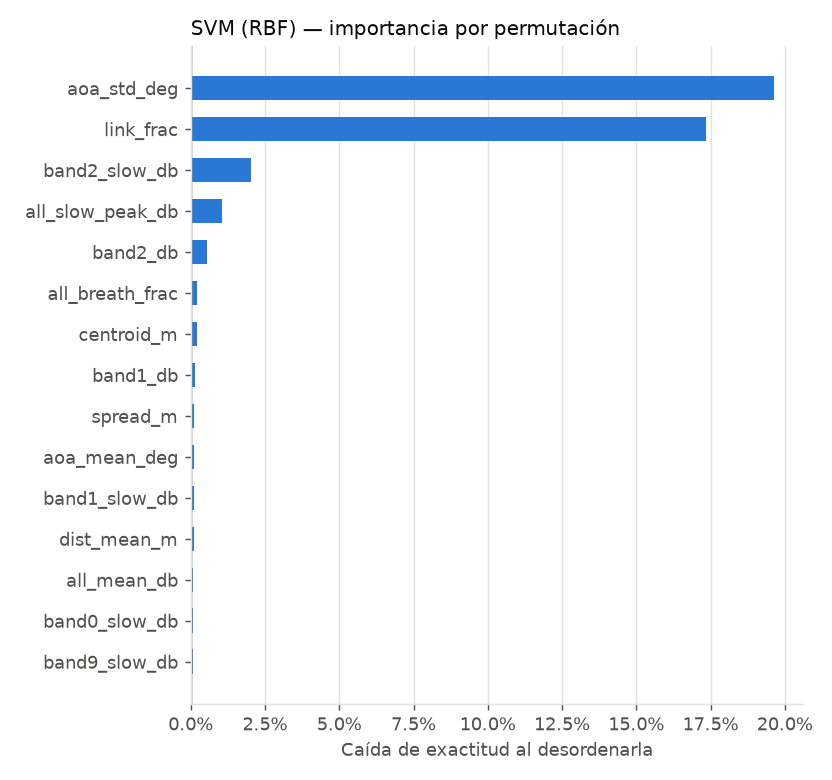 SVM (RBF) — importancia por permutación
aoa_std_deg
link_frac
band2_slow_db
all_slow_peak_db
band2_db
all_breath_frac
centroid_m
band1_db
spread_m
aoa_mean_deg
band1_slow_db
dist_mean_m
all_mean_db
band0_slow_db
band9_slow_db
0.0% 2.5% 5.0% 7.5% 10.0% 12.5% 15.0% 17.5% 20.0%
Caída de exactitud al desordenarla